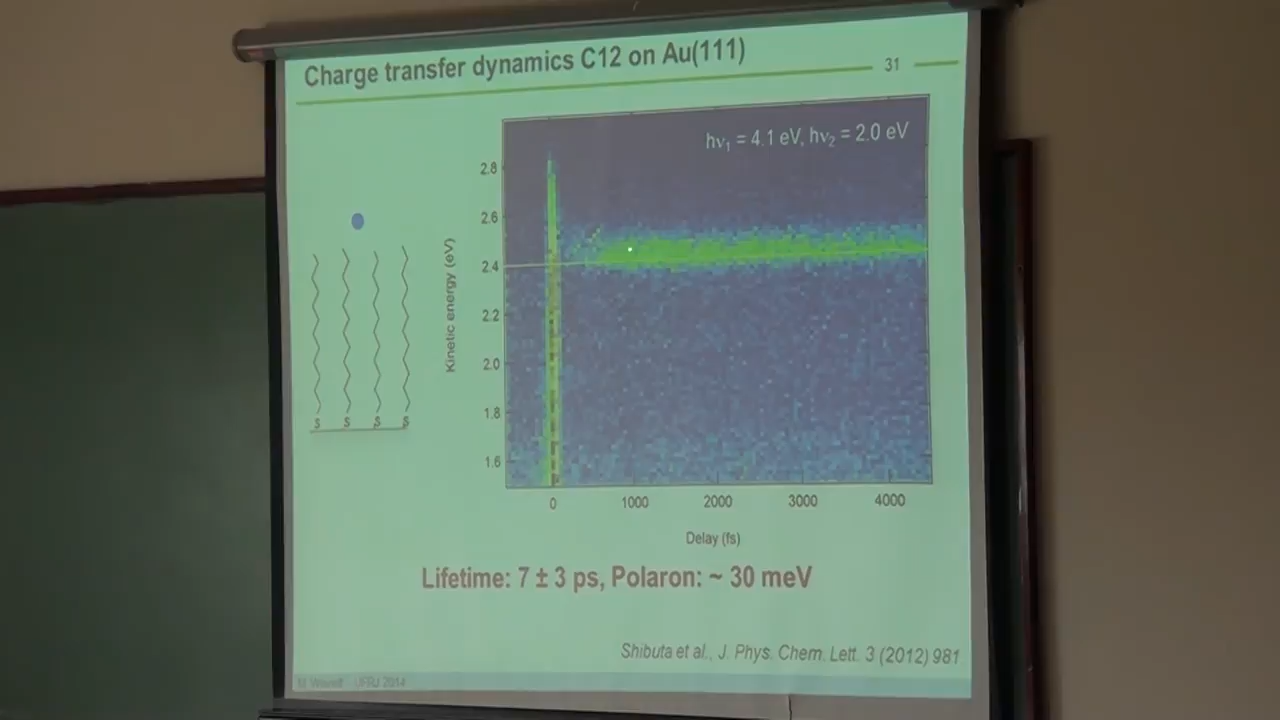 Charge transfer dynamics C12 on Au(111)
31
hν₁ = 4.1 eV, hν₂ = 2.0 eV
Kinetic energy (eV)
2.8
2.6
2.4
2.2
2.0
1.8
1.6
S S S S
0 1000 2000 3000 4000
Delay (fs)
Lifetime: 7 ± 3 ps, Polaron: ~ 30 meV
Shibuta et al., J. Phys. Chem. Lett. 3 (2012) 981
UFRJ 2014